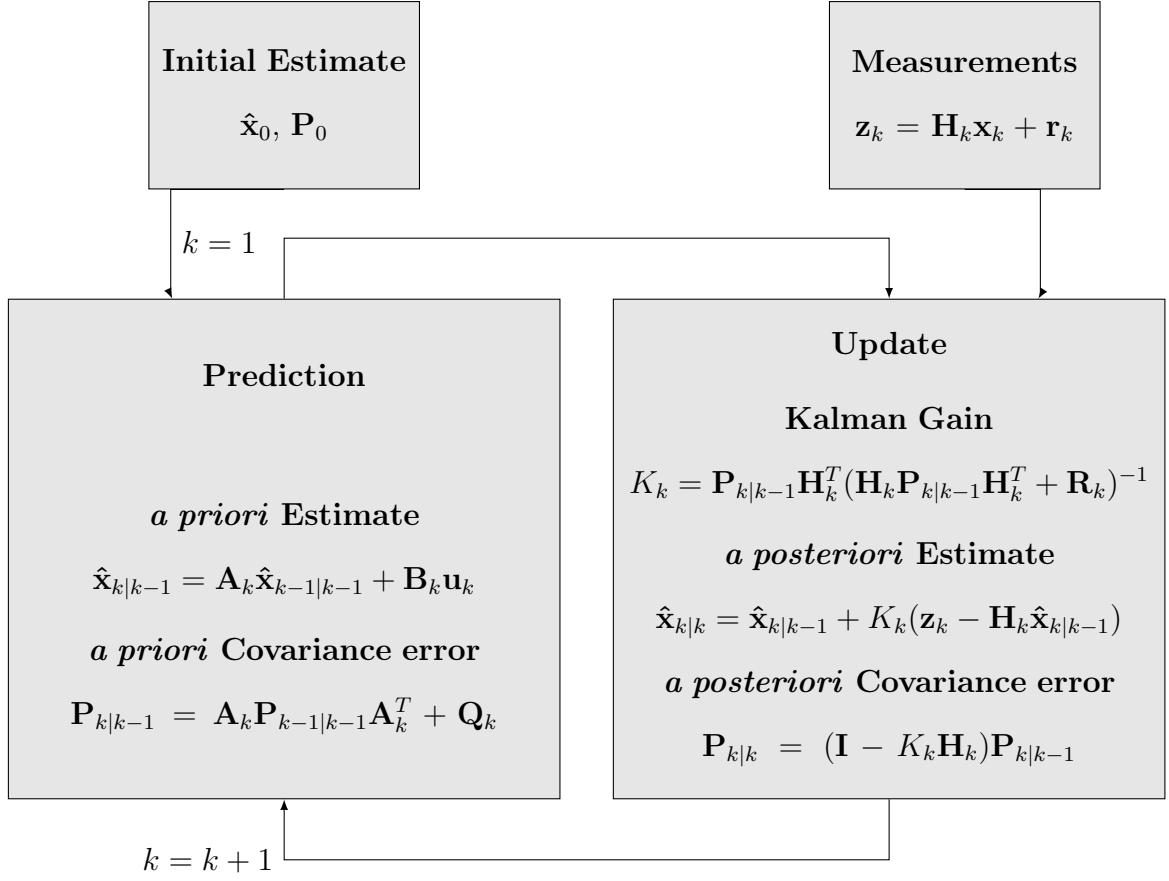 Initial Estimate
x̂₀, P₀
Measurements
z_k = H_k x_k + r_k
k = 1
Prediction
a priori Estimate
x̂_{k|k−1} = A_k x̂_{k−1|k−1} + B_k u_k
a priori Covariance error
P_{k|k−1} = A_k P_{k−1|k−1} A_k^T + Q_k
Update
Kalman Gain
K_k = P_{k|k−1} H_k^T (H_k P_{k|k−1} H_k^T + R_k)^{−1}
a posteriori Estimate
x̂_{k|k} = x̂_{k|k−1} + K_k (z_k − H_k x̂_{k|k−1})
a posteriori Covariance error
P_{k|k} = (I − K_k H_k) P_{k|k−1}
k = k + 1